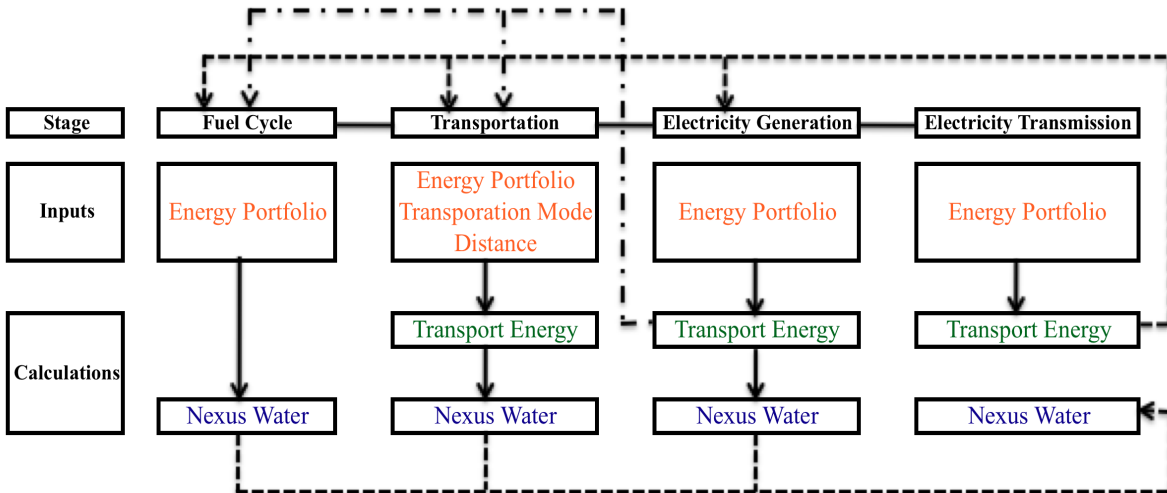 Stage
Fuel Cycle
Transportation
Electricity Generation
Electricity Transmission
Inputs
Energy Portfolio
Energy Portfolio
Transporation Mode
Distance
Energy Portfolio
Energy Portfolio
Calculations
Transport Energy
Transport Energy
Transport Energy
Nexus Water
Nexus Water
Nexus Water
Nexus Water